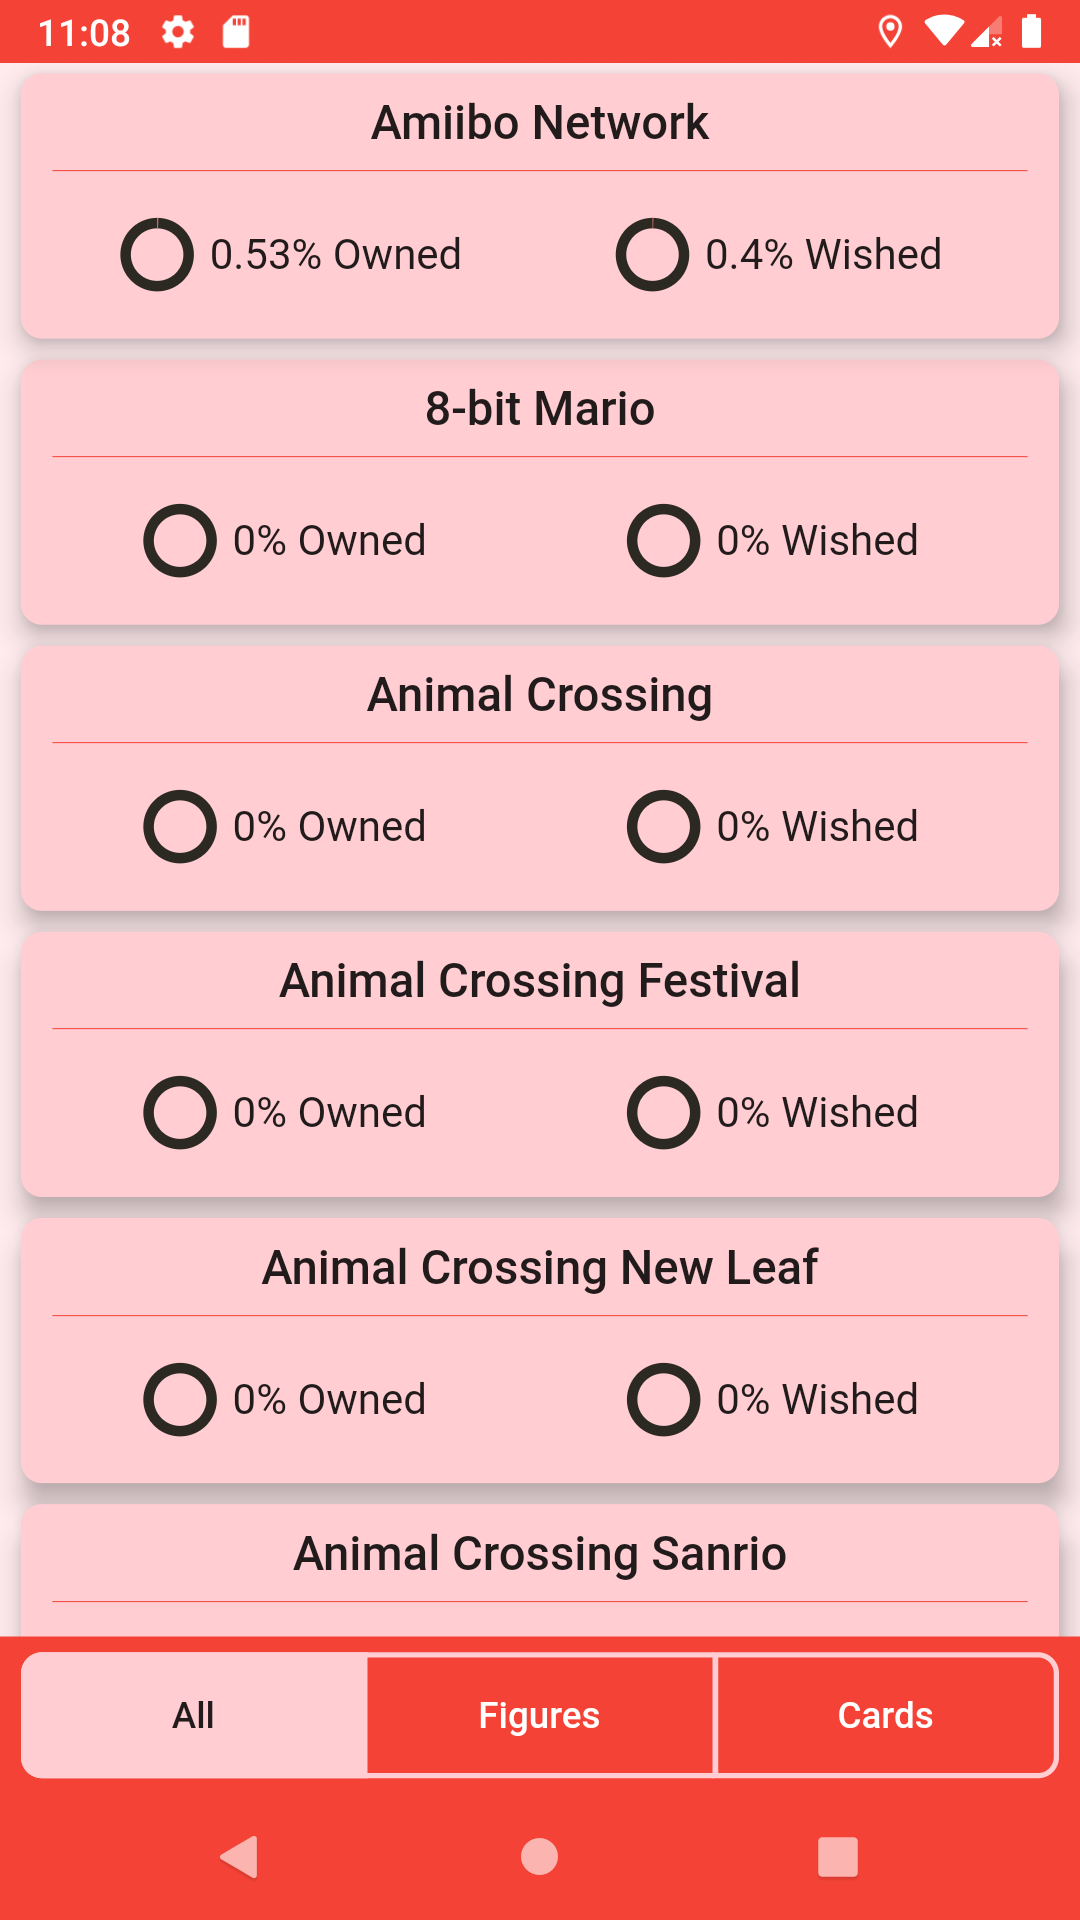 11:08
Amiibo Network
0.53% Owned
0.4% Wished
8-bit Mario
0% Owned
0% Wished
Animal Crossing
0% Owned
0% Wished
Animal Crossing Festival
0% Owned
0% Wished
Animal Crossing New Leaf
0% Owned
0% Wished
Animal Crossing Sanrio
All
Figures
Cards